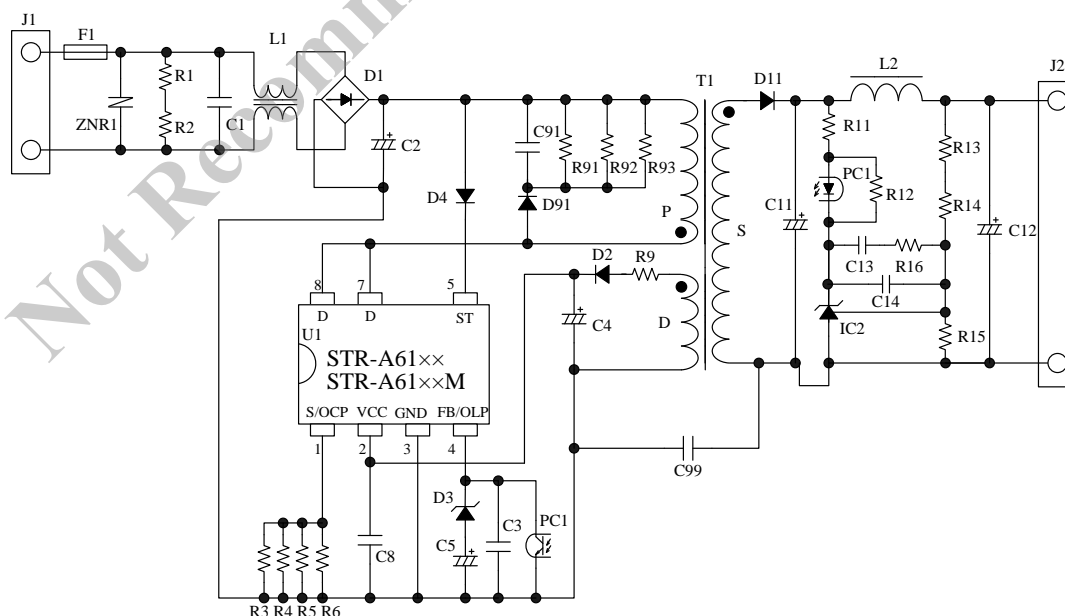 J1
F1
L1
D1
T1
D11
L2
J2
R1
R2
ZNR1
C1
C2
C91
R91
R92
R93
D4
D91
P
S
C11
R11
PC1
R12
R13
R14
C12
C13
R16
C14
IC2
R15
D2
R9
C4
D
8
7
5
D
D
ST
U1
STR-A61××
STR-A61××M
S/OCP
VCC
GND
FB/OLP
1
2
3
4
C99
D3
C5
C3
PC1
C8
R3
R4
R5
R6
Not Recomm